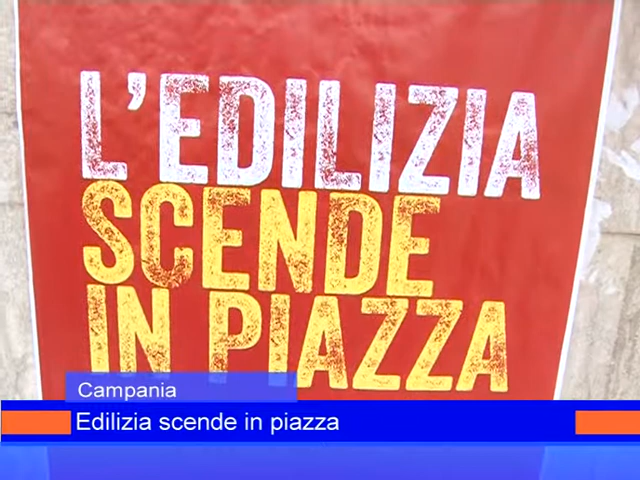 L'EDILIZIA
SCENDE
IN PIAZZA
Campania
Edilizia scende in piazza